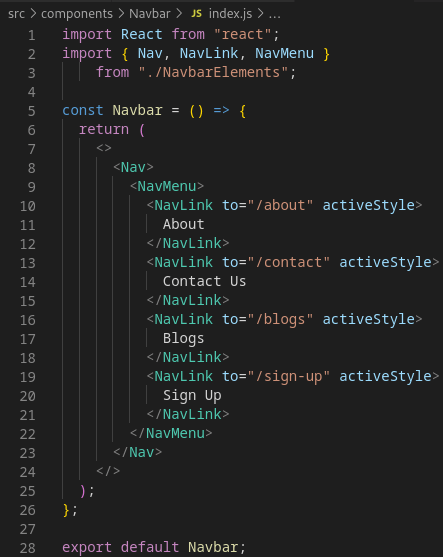 src > components > Navbar > JS index.js > ...
1 import React from "react";
2 import { Nav, NavLink, NavMenu }
3     from "./NavbarElements";
4
5 const Navbar = () => {
6   return (
7     <>
8       <Nav>
9         <NavMenu>
10           <NavLink to="/about" activeStyle>
11             About
12           </NavLink>
13           <NavLink to="/contact" activeStyle>
14             Contact Us
15           </NavLink>
16           <NavLink to="/blogs" activeStyle>
17             Blogs
18           </NavLink>
19           <NavLink to="/sign-up" activeStyle>
20             Sign Up
21           </NavLink>
22         </NavMenu>
23       </Nav>
24     </>
25   );
26 };
27
28 export default Navbar;